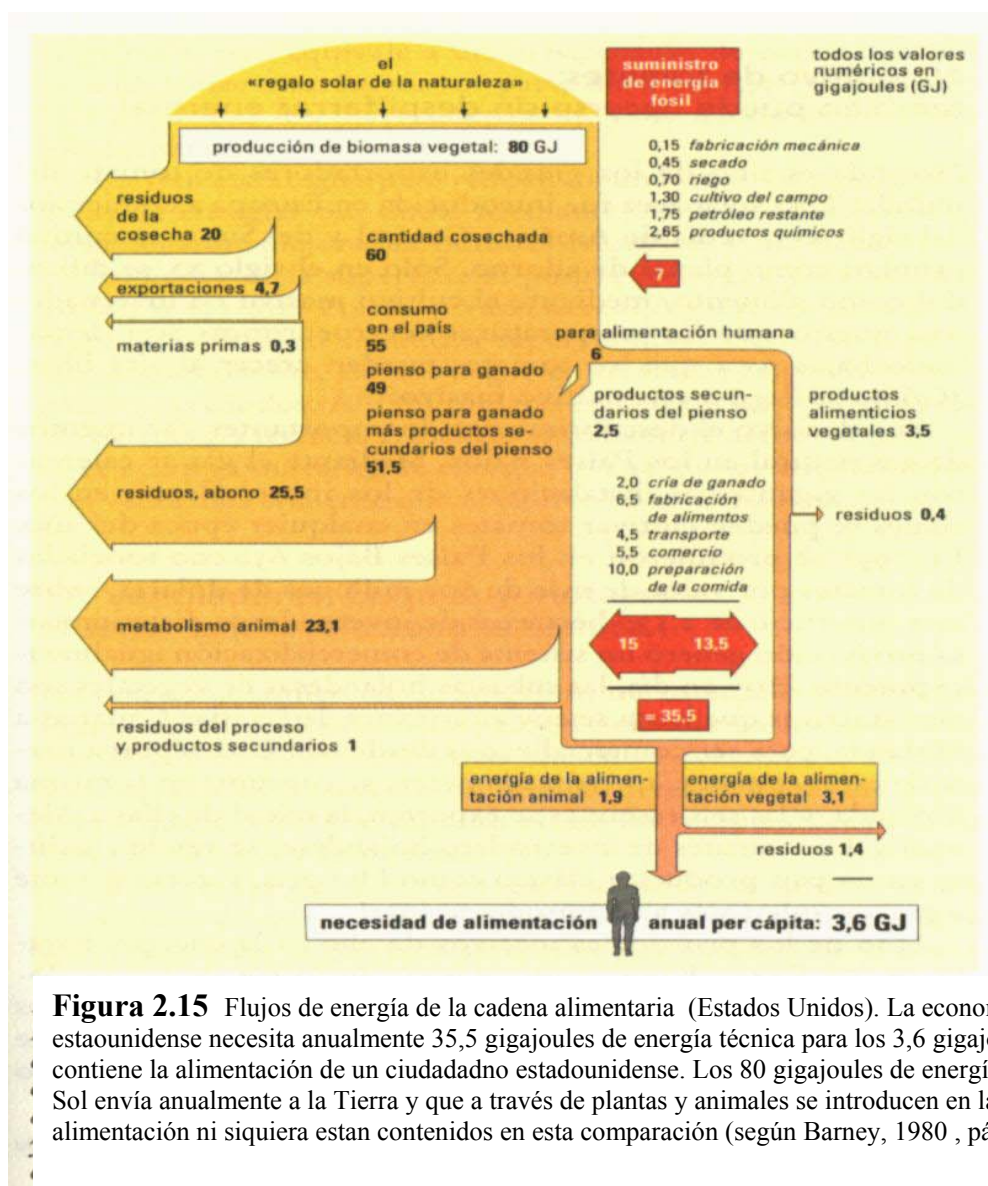 el
«regalo solar de la naturaleza»
suministro
de energía
fósil
todos los valores
numéricos en
gigajoules (GJ)
producción de biomasa vegetal: 80 GJ
0,15 fabricación mecánica
0,45 secado
0,70 riego
1,30 cultivo del campo
1,75 petróleo restante
2,65 productos químicos
7
residuos
de la
cosecha 20
cantidad cosechada
60
exportaciones 4,7
consumo
en el país
55
materias primas 0,3
para alimentación humana
6
pienso para ganado
49
pienso para ganado
más productos se-
cundarios del pienso
51,5
productos secun-
darios del pienso
2,5
productos
alimenticios
vegetales 3,5
residuos, abono 25,5
2,0 cría de ganado
6,5 fabricación
de alimentos
4,5 transporte
5,5 comercio
10,0 preparación
de la comida
residuos 0,4
metabolismo animal 23,1
15 13,5
= 35,5
residuos del proceso
y productos secundarios 1
energía de la alimen-
tación animal 1,9
energía de la alimen-
tación vegetal 3,1
residuos 1,4
necesidad de alimentación anual per cápita: 3,6 GJ
Figura 2.15 Flujos de energía de la cadena alimentaria (Estados Unidos). La econo
estaounidense necesita anualmente 35,5 gigajoules de energía técnica para los 3,6 gigajo
contiene la alimentación de un ciudadadno estadounidense. Los 80 gigajoules de energí
Sol envía anualmente a la Tierra y que a través de plantas y animales se introducen en la
alimentación ni siquiera estan contenidos en esta comparación (según Barney, 1980 , pá